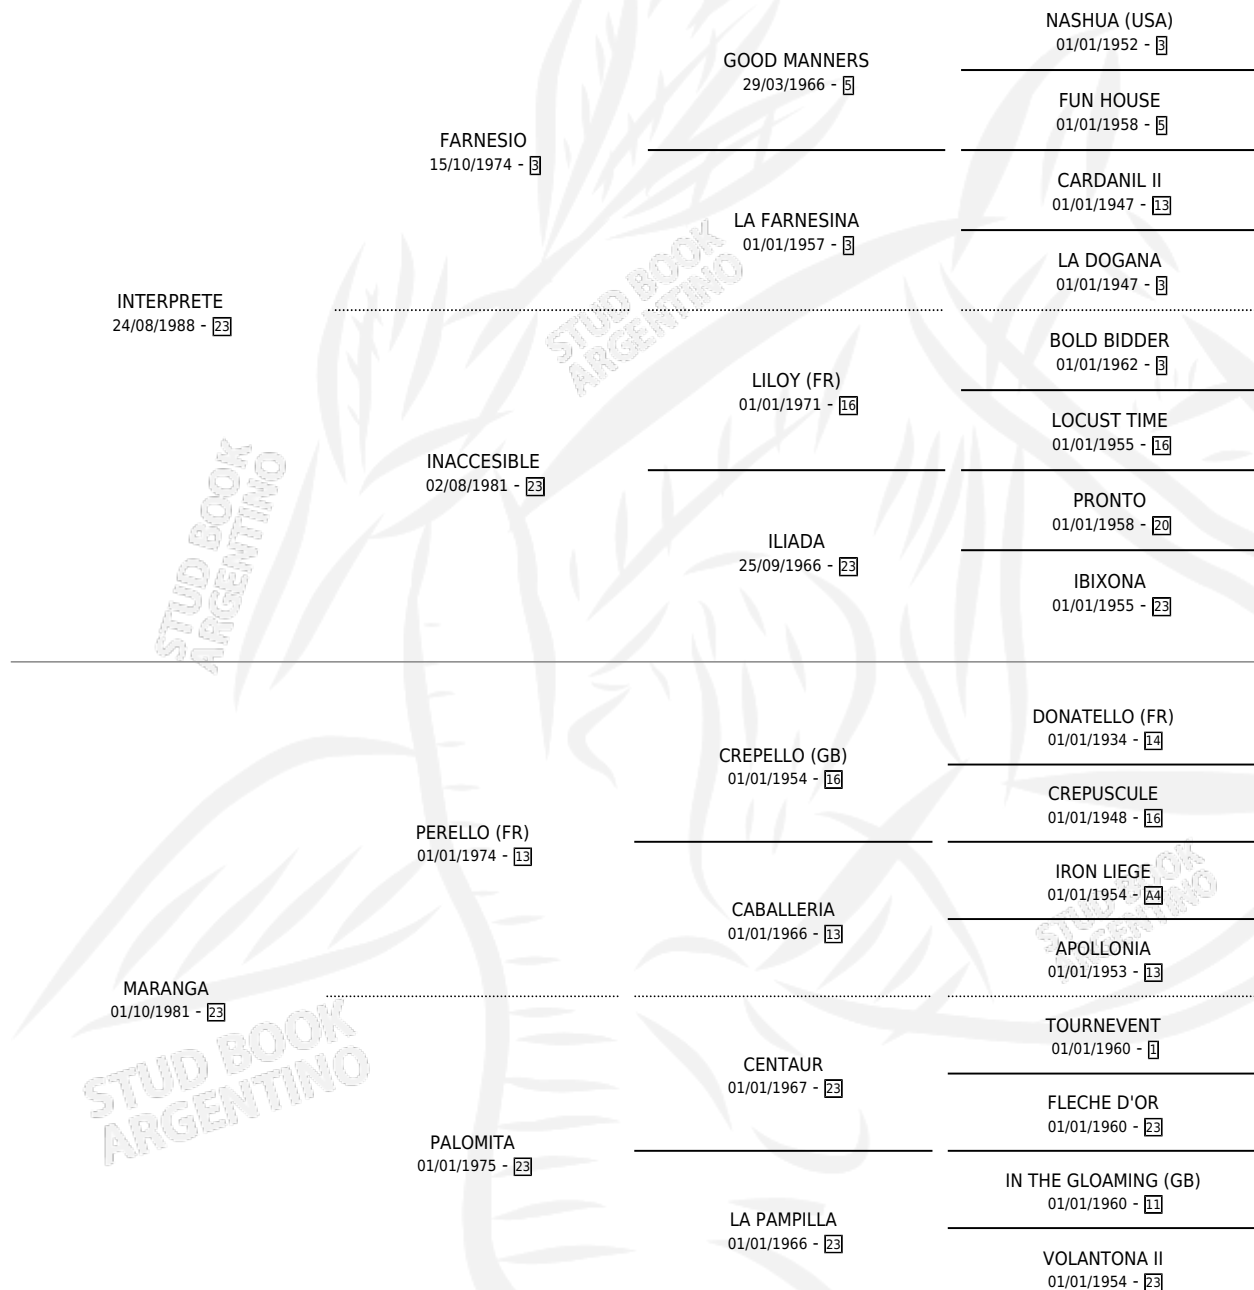 NASHUA (USA)
01/01/1952 - 3
GOOD MANNERS
29/03/1966 - 5
FUN HOUSE
01/01/1958 - 5
FARNESIO
15/10/1974 - 3
CARDANIL II
01/01/1947 - 13
LA FARNESINA
01/01/1957 - 3
LA DOGANA
01/01/1947 - 3
INTERPRETE
24/08/1988 - 23
BOLD BIDDER
01/01/1962 - 3
LILOY (FR)
01/01/1971 - 16
LOCUST TIME
01/01/1955 - 16
INACCESIBLE
02/08/1981 - 23
PRONTO
01/01/1958 - 20
ILIADA
25/09/1966 - 23
IBIXONA
01/01/1955 - 23
DONATELLO (FR)
01/01/1934 - 14
CREPELLO (GB)
01/01/1954 - 16
CREPUSCULE
01/01/1948 - 16
PERELLO (FR)
01/01/1974 - 13
IRON LIEGE
01/01/1954 - A4
CABALLERIA
01/01/1966 - 13
APOLLONIA
01/01/1953 - 13
MARANGA
01/10/1981 - 23
TOURNEVENT
01/01/1960 - 1
CENTAUR
01/01/1967 - 23
FLECHE D'OR
01/01/1960 - 23
PALOMITA
01/01/1975 - 23
IN THE GLOAMING (GB)
01/01/1960 - 11
LA PAMPILLA
01/01/1966 - 23
VOLANTONA II
01/01/1954 - 23
STUD BOOK
ARGENTINO
STUD BOOK
ARGENTINO
STUD BOOK
ARGENTINO
STUD BOOK
ARGENTINO